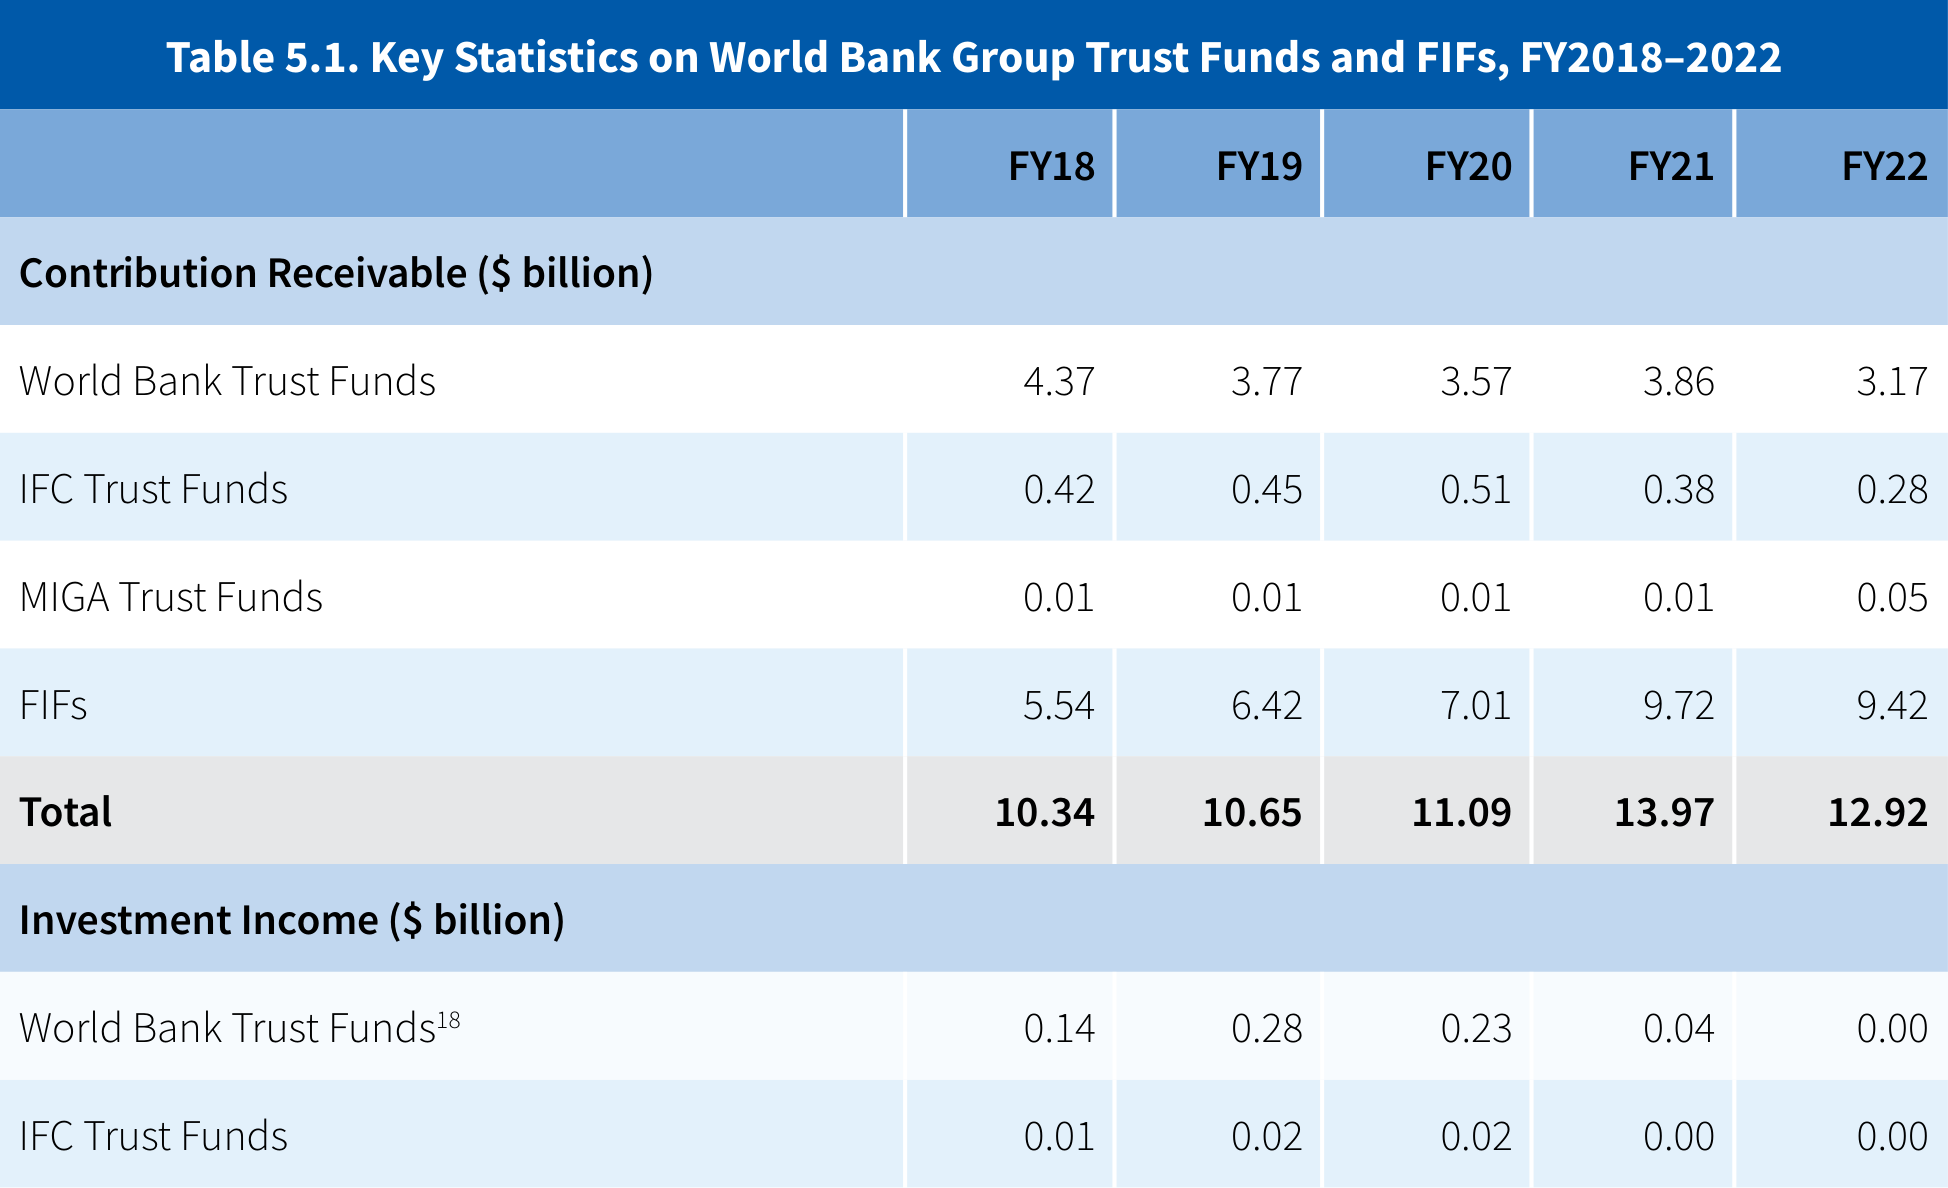 Table 5.1. Key Statistics on World Bank Group Trust Funds and FIFs, FY2018–2022
FY18 FY19 FY20 FY21 FY22
Contribution Receivable ($ billion)
World Bank Trust Funds 4.37 3.77 3.57 3.86 3.17
IFC Trust Funds 0.42 0.45 0.51 0.38 0.28
MIGA Trust Funds 0.01 0.01 0.01 0.01 0.05
FIFs 5.54 6.42 7.01 9.72 9.42
Total 10.34 10.65 11.09 13.97 12.92
Investment Income ($ billion)
World Bank Trust Funds18 0.14 0.28 0.23 0.04 0.00
IFC Trust Funds 0.01 0.02 0.02 0.00 0.00